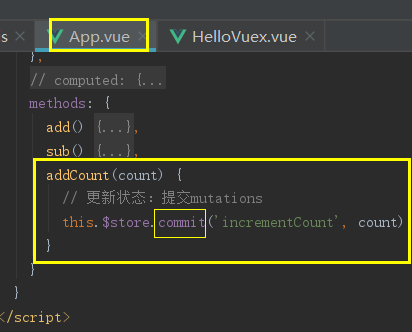 s × App.vue × HelloVuex.vue ×
},
// computed: {...
methods: {
add() {...},
sub() {...},
addCount(count) {
// 更新状态：提交mutations
this.$store.commit('incrementCount', count)
}
}
}
</script>